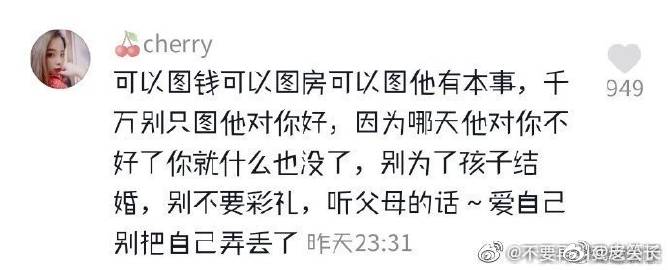 🍒cherry
可以图钱可以图房可以图他有本事，千
万别只图他对你好，因为哪天他对你不
好了你就什么也没了，别为了孩子结
婚，别不要彩礼，听父母的话～爱自己
别把自己弄丢了 昨天23:31
949
@皮裘长